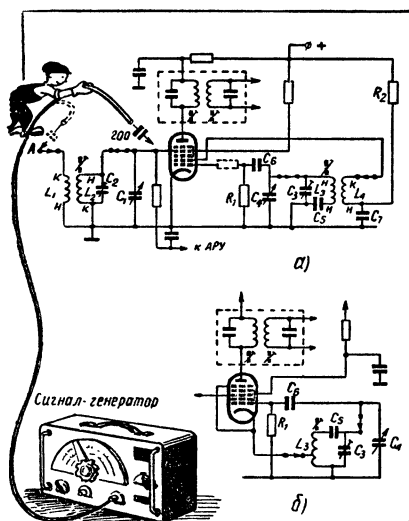 +
R₂
200
A
C₆
L₁
К
Н
Н
L₂
К
C₂
C₁
R₁
C₄
C₃
L₃
Н
C₅
К
Н
L₄
C₇
к АРУ
а)
Сигнал-генератор
C₆
R₁
L₃
C₅
C₃
C₄
б)